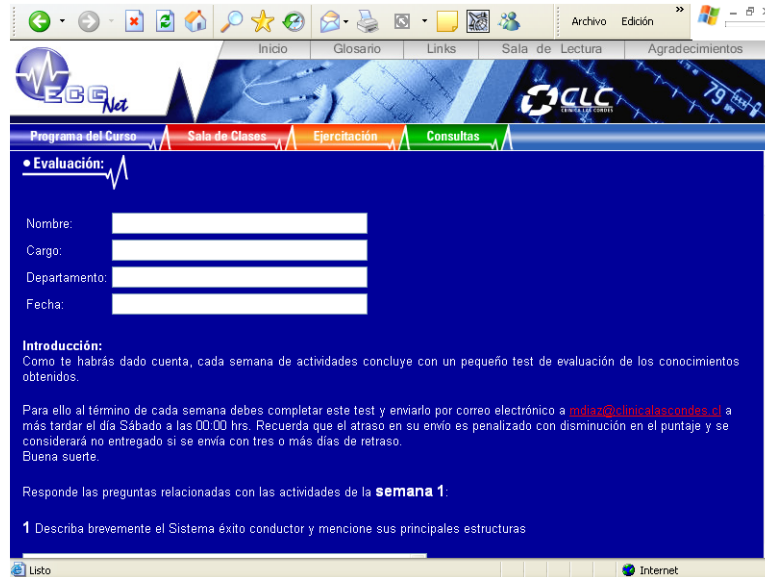 Archivo Edición »
Inicio Glosario Links Sala de Lectura Agradecimientos
ECG Net
CLC
CLINICA LAS CONDES
79
Programa del Curso Sala de Clases Ejercitación Consultas
• Evaluación:
Nombre:
Cargo:
Departamento:
Fecha:
Introducción:
Como te habrás dado cuenta, cada semana de actividades concluye con un pequeño test de evaluación de los conocimientos
obtenidos.
Para ello al término de cada semana debes completar este test y enviarlo por correo electrónico a mdiaz@clinicalascondes.cl a
más tardar el día Sábado a las 00:00 hrs. Recuerda que el atraso en su envío es penalizado con disminución en el puntaje y se
considerará no entregado si se envía con tres o más días de retraso.
Buena suerte.
Responde las preguntas relacionadas con las actividades de la semana 1:
1 Describa brevemente el Sistema éxito conductor y mencione sus principales estructuras
Listo Internet